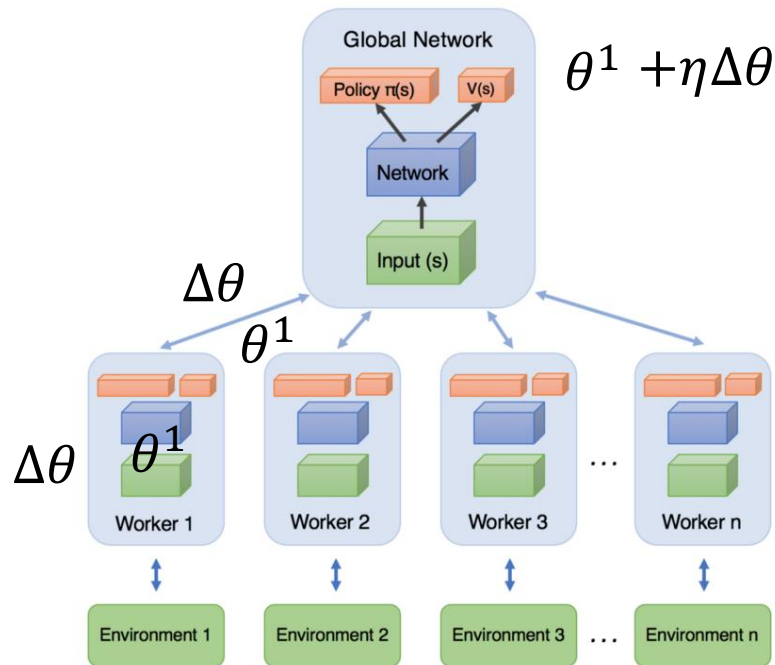 Global Network
θ¹ +ηΔθ
Policy π(s)
V(s)
Network
Input (s)
Δθ
θ¹
Δθ
θ¹
...
Worker 1
Worker 2
Worker 3
Worker n
Environment 1
Environment 2
Environment 3
...
Environment n